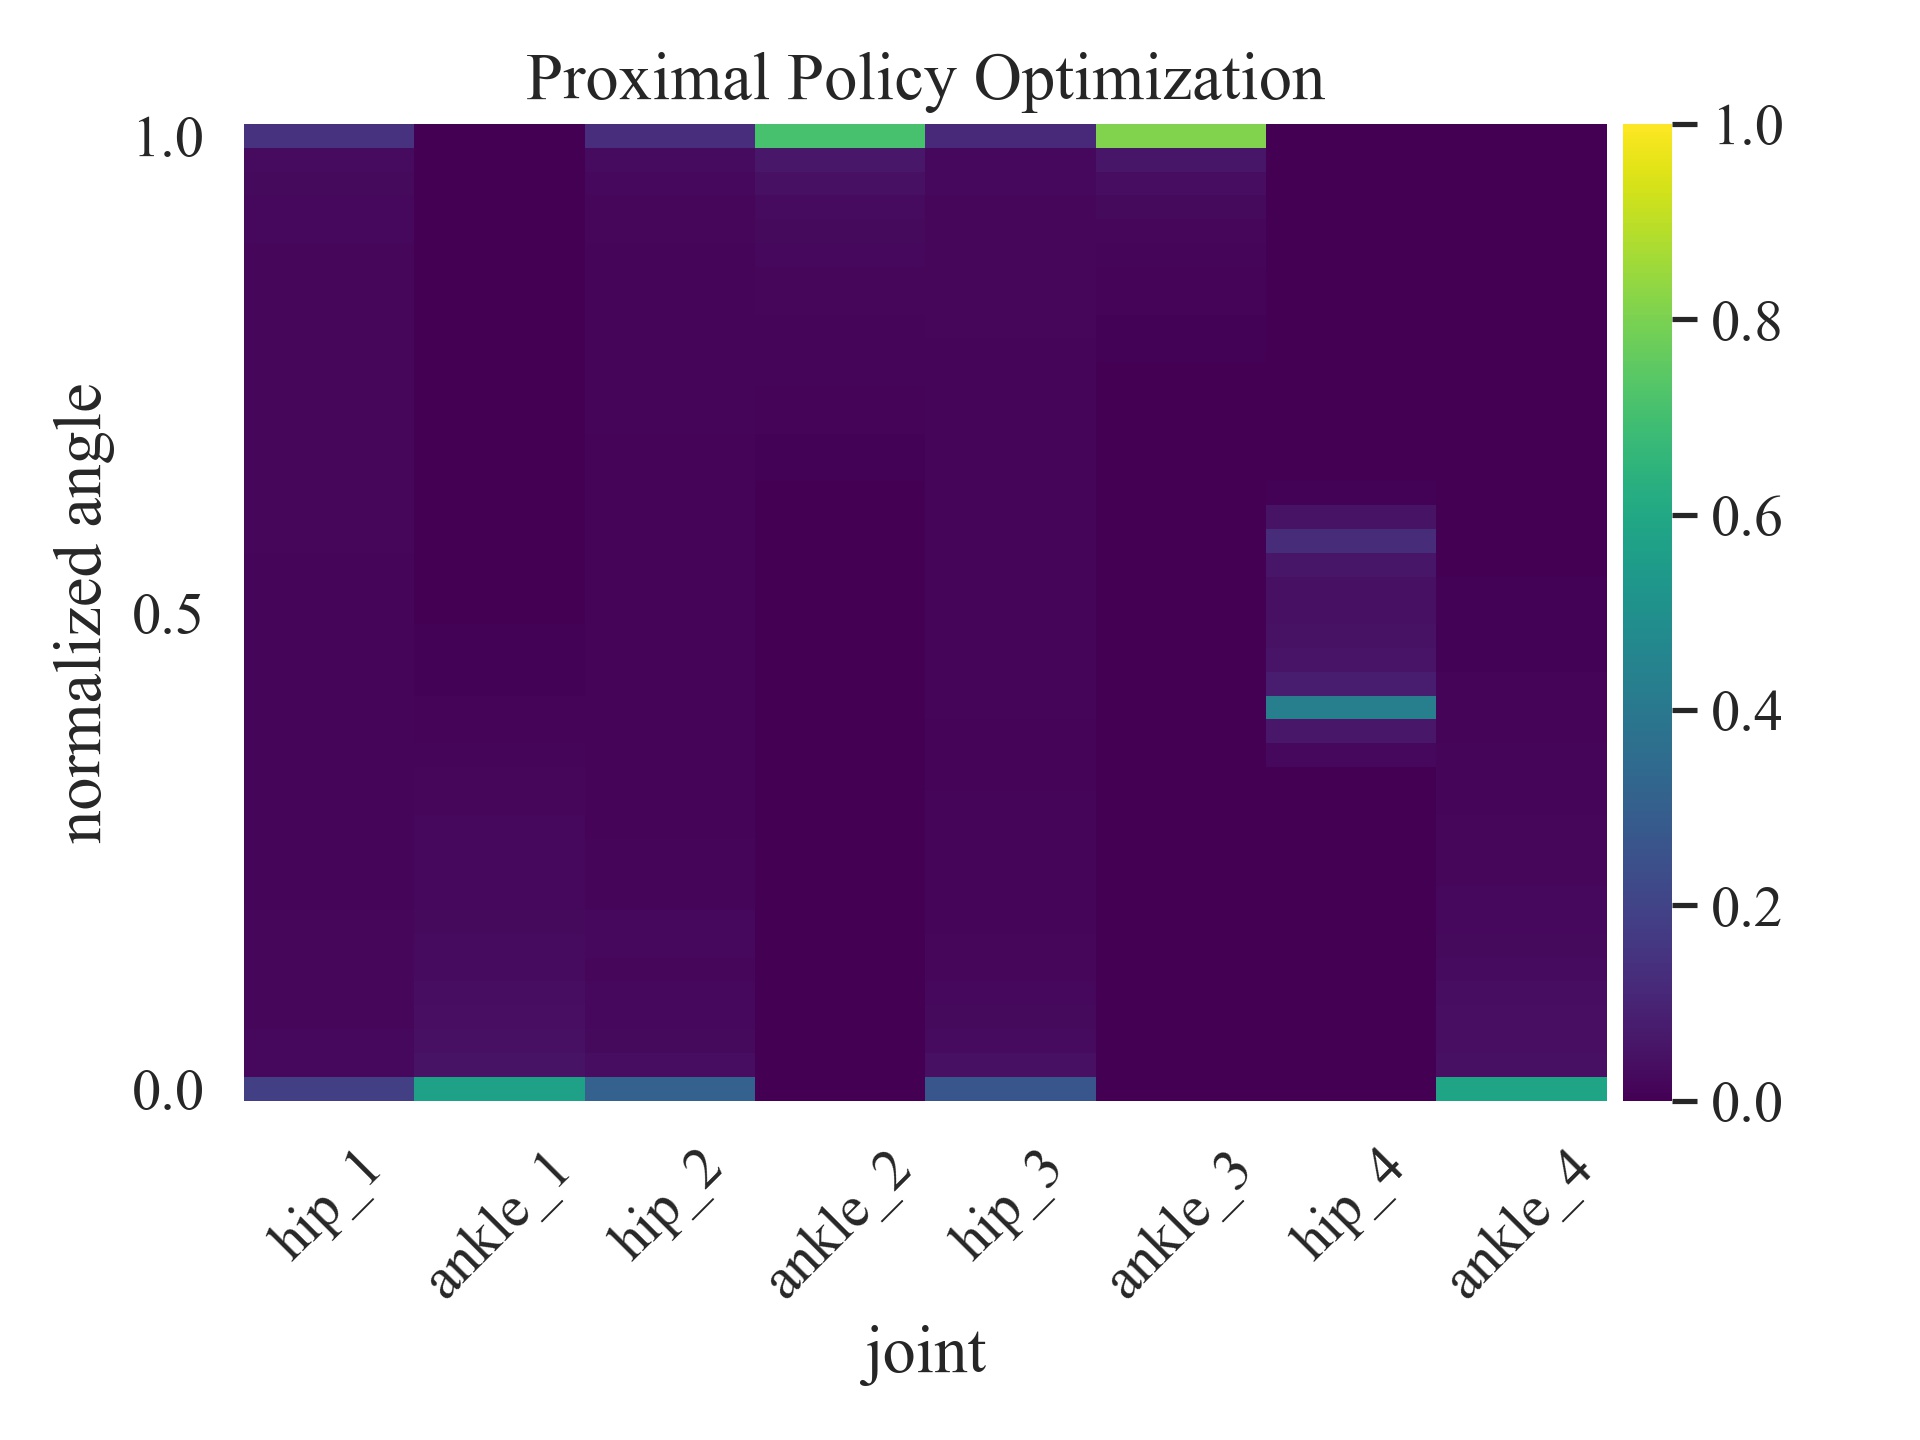 Proximal Policy Optimization
normalized angle
1.0
0.5
0.0
1.0
0.8
0.6
0.4
0.2
0.0
hip_1
ankle_1
hip_2
ankle_2
hip_3
ankle_3
hip_4
ankle_4
joint